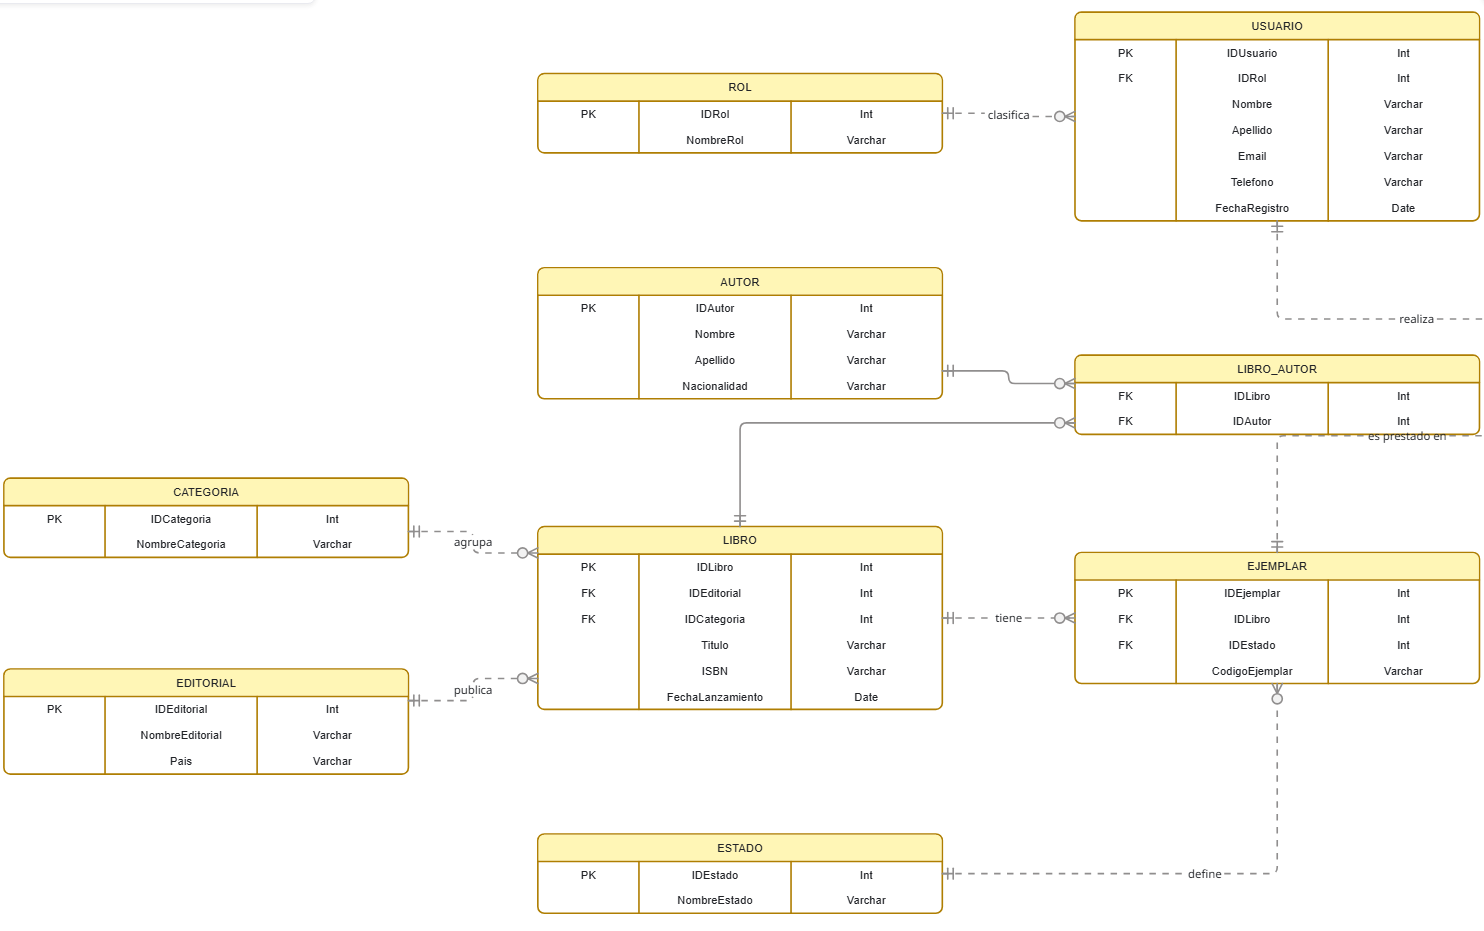 USUARIO
PK IDUsuario Int
FK IDRol Int
Nombre Varchar
Apellido Varchar
Email Varchar
Telefono Varchar
FechaRegistro Date
ROL
PK IDRol Int
NombreRol Varchar
clasifica
realiza
AUTOR
PK IDAutor Int
Nombre Varchar
Apellido Varchar
Nacionalidad Varchar
LIBRO_AUTOR
FK IDLibro Int
FK IDAutor Int
es prestado en
CATEGORIA
PK IDCategoria Int
NombreCategoria Varchar
agrupa
LIBRO
PK IDLibro Int
FK IDEditorial Int
FK IDCategoria Int
Titulo Varchar
ISBN Varchar
FechaLanzamiento Date
tiene
EJEMPLAR
PK IDEjemplar Int
FK IDLibro Int
FK IDEstado Int
CodigoEjemplar Varchar
EDITORIAL
PK IDEditorial Int
NombreEditorial Varchar
Pais Varchar
publica
ESTADO
PK IDEstado Int
NombreEstado Varchar
define